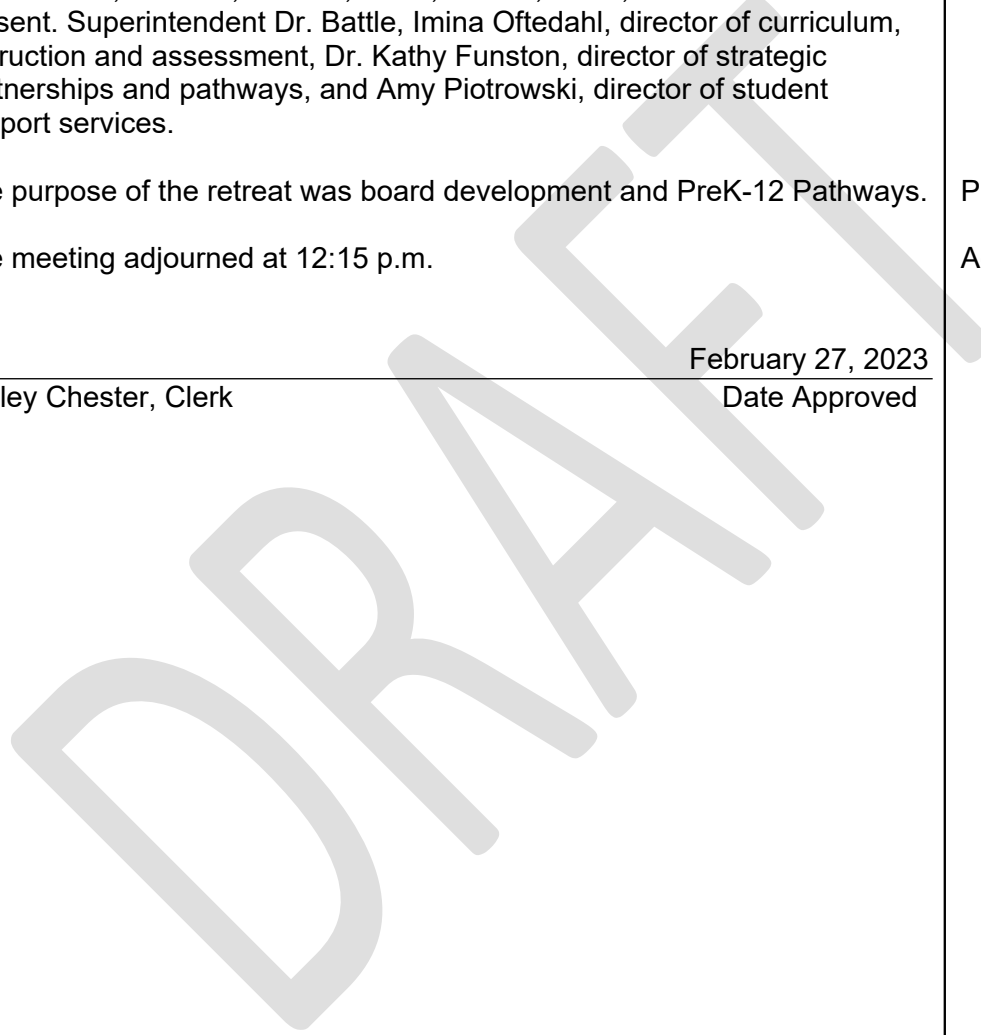 sent. Superintendent Dr. Battle, Imina Oftedahl, director of curriculum,
ruction and assessment, Dr. Kathy Funston, director of strategic
tnerships and pathways, and Amy Piotrowski, director of student
port services.
e purpose of the retreat was board development and PreK-12 Pathways. P
e meeting adjourned at 12:15 p.m. A
February 27, 2023
ley Chester, Clerk Date Approved
DRAFT